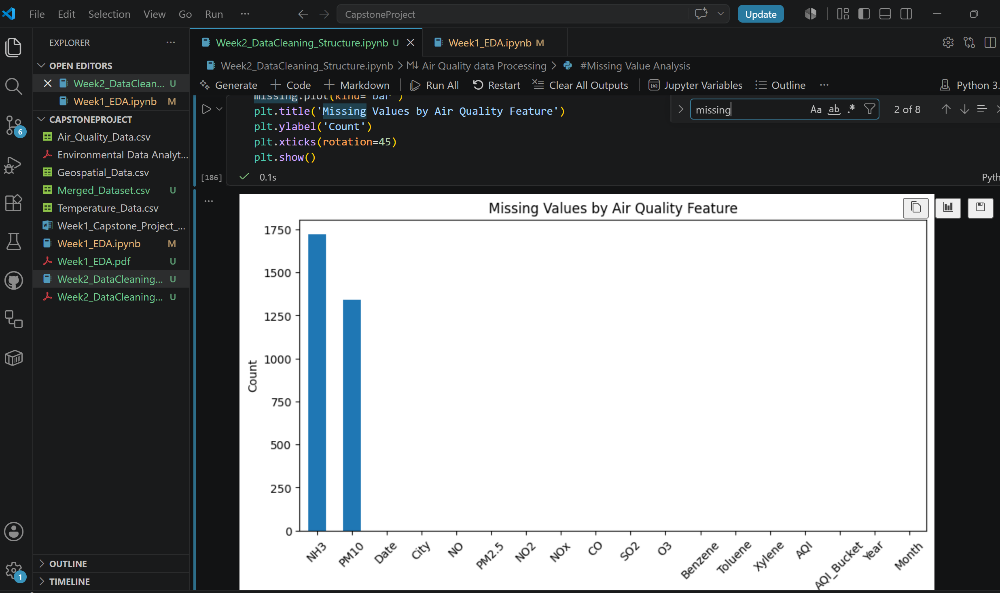 File Edit Selection View Go Run ···
CapstoneProject
Update
EXPLORER
OPEN EDITORS
Week2_DataClean... U
Week1_EDA.ipynb M
CAPSTONEPROJECT
Air_Quality_Data.csv
Environmental Data Analyt...
Geospatial_Data.csv
Merged_Dataset.csv U
Temperature_Data.csv
Week1_Capstone_Project_...
Week1_EDA.ipynb M
Week1_EDA.pdf U
Week2_DataCleaning... U
Week2_DataCleaning... U
OUTLINE
TIMELINE
6
1
Week2_DataCleaning_Structure.ipynb U
Week1_EDA.ipynb M
Week2_DataCleaning_Structure.ipynb > M↓ Air Quality data Processing > #Missing Value Analysis
Generate + Code + Markdown Run All Restart Clear All Outputs Jupyter Variables Outline ··· Python 3.
missing Aa ab .* 2 of 8
missing.plot(kind='bar')
plt.title('Missing Values by Air Quality Feature')
plt.ylabel('Count')
plt.xticks(rotation=45)
plt.show()
[186] 0.1s
Pyth
Missing Values by Air Quality Feature
Count
1750
1500
1250
1000
750
500
250
0
NH3 PM10 Date City NO PM2.5 NO2 NOx CO SO2 O3 Benzene Toluene Xylene AQI AQI_Bucket Year Month